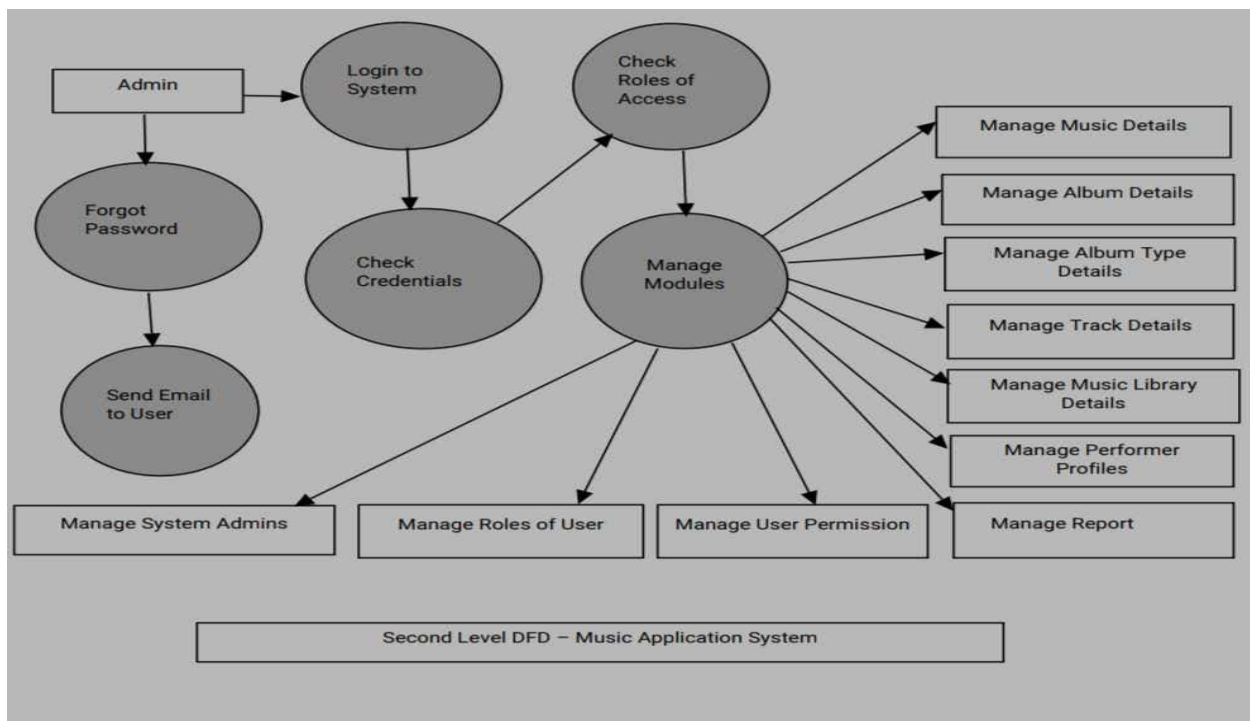 Admin
Login to
System
Check
Roles of
Access
Manage Music Details
Manage Album Details
Forgot
Password
Check
Credentials
Manage
Modules
Manage Album Type
Details
Manage Track Details
Send Email
to User
Manage Music Library
Details
Manage Performer
Profiles
Manage System Admins
Manage Roles of User
Manage User Permission
Manage Report
Second Level DFD – Music Application System